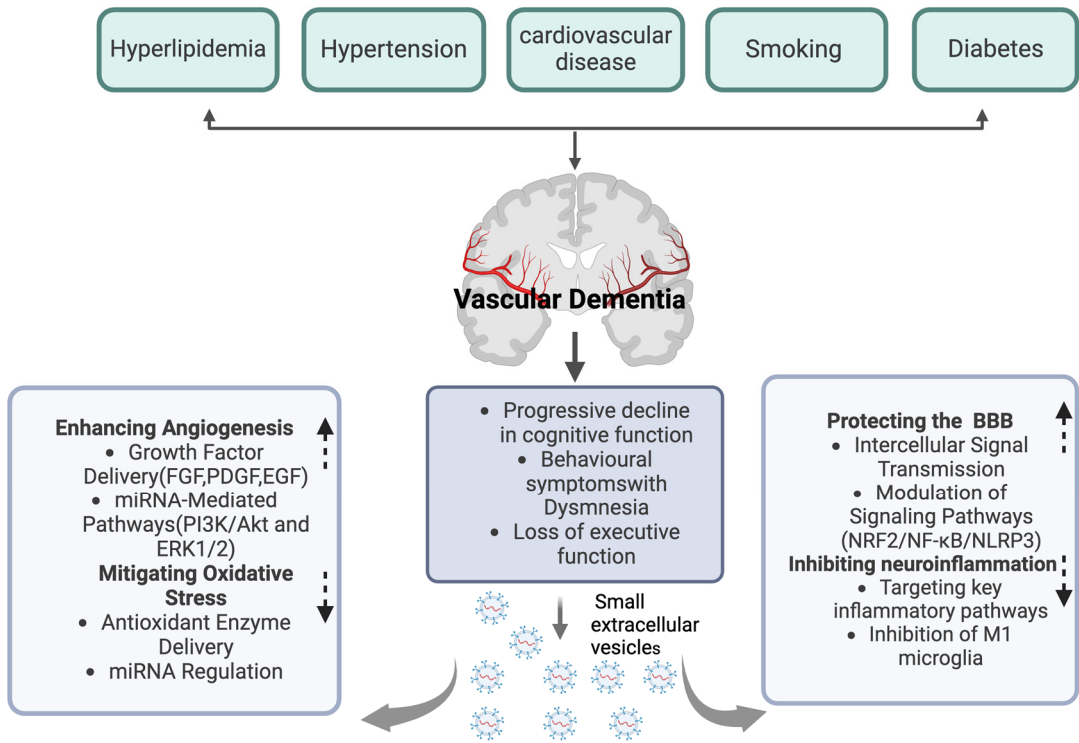 Hyperlipidemia
Hypertension
cardiovascular
disease
Smoking
Diabetes
Vascular Dementia
Enhancing Angiogenesis
• Growth Factor
Delivery(FGF,PDGF,EGF)
• miRNA-Mediated
Pathways(PI3K/Akt and
ERK1/2)
Mitigating Oxidative
Stress
• Antioxidant Enzyme
Delivery
• miRNA Regulation
• Progressive decline
in cognitive function
• Behavioural
symptomswith
Dysmnesia
• Loss of executive
function
Protecting the BBB
• Intercellular Signal
Transmission
• Modulation of
Signaling Pathways
(NRF2/NF-κB/NLRP3)
Inhibiting neuroinflammation
• Targeting key
inflammatory pathways
• Inhibition of M1
microglia
Small
extracellular
vesicles